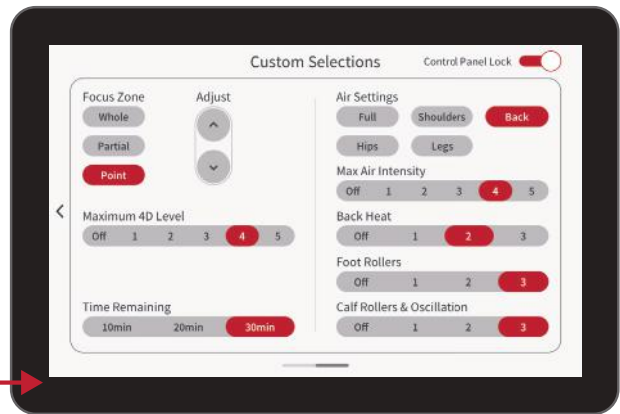 Custom Selections
Control Panel Lock
Focus Zone
Adjust
Whole
Partial
Point
Maximum 4D Level
Off 1 2 3 4 5
Time Remaining
10min 20min 30min
Air Settings
Full Shoulders Back
Hips Legs
Max Air Intensity
Off 1 2 3 4 5
Back Heat
Off 1 2 3
Foot Rollers
Off 1 2 3
Calf Rollers & Oscillation
Off 1 2 3